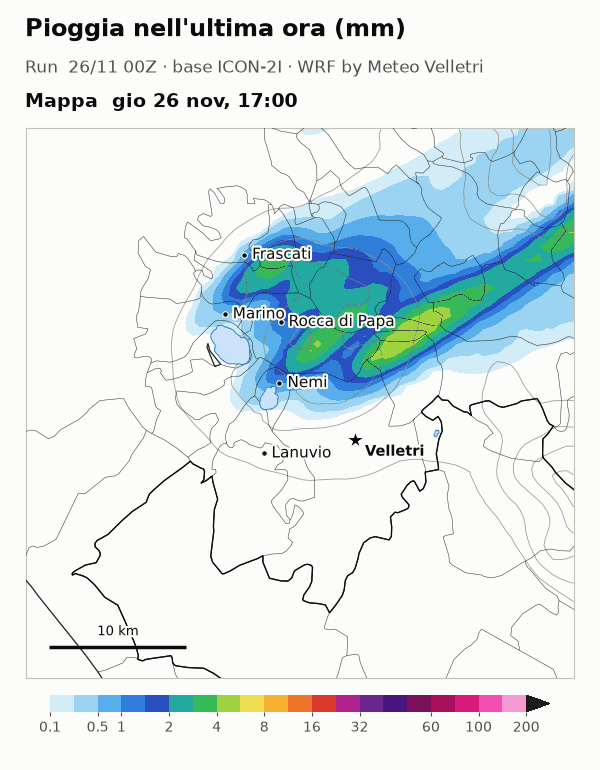 Pioggia nell'ultima ora (mm)
Run  26/11 00Z · base ICON-2I · WRF by Meteo Velletri
Mappa  gio 26 nov, 17:00
Frascati
Marino
Rocca di Papa
Nemi
Lanuvio
Velletri
10 km
0.1 0.5 1 2 4 8 16 32 60 100 200